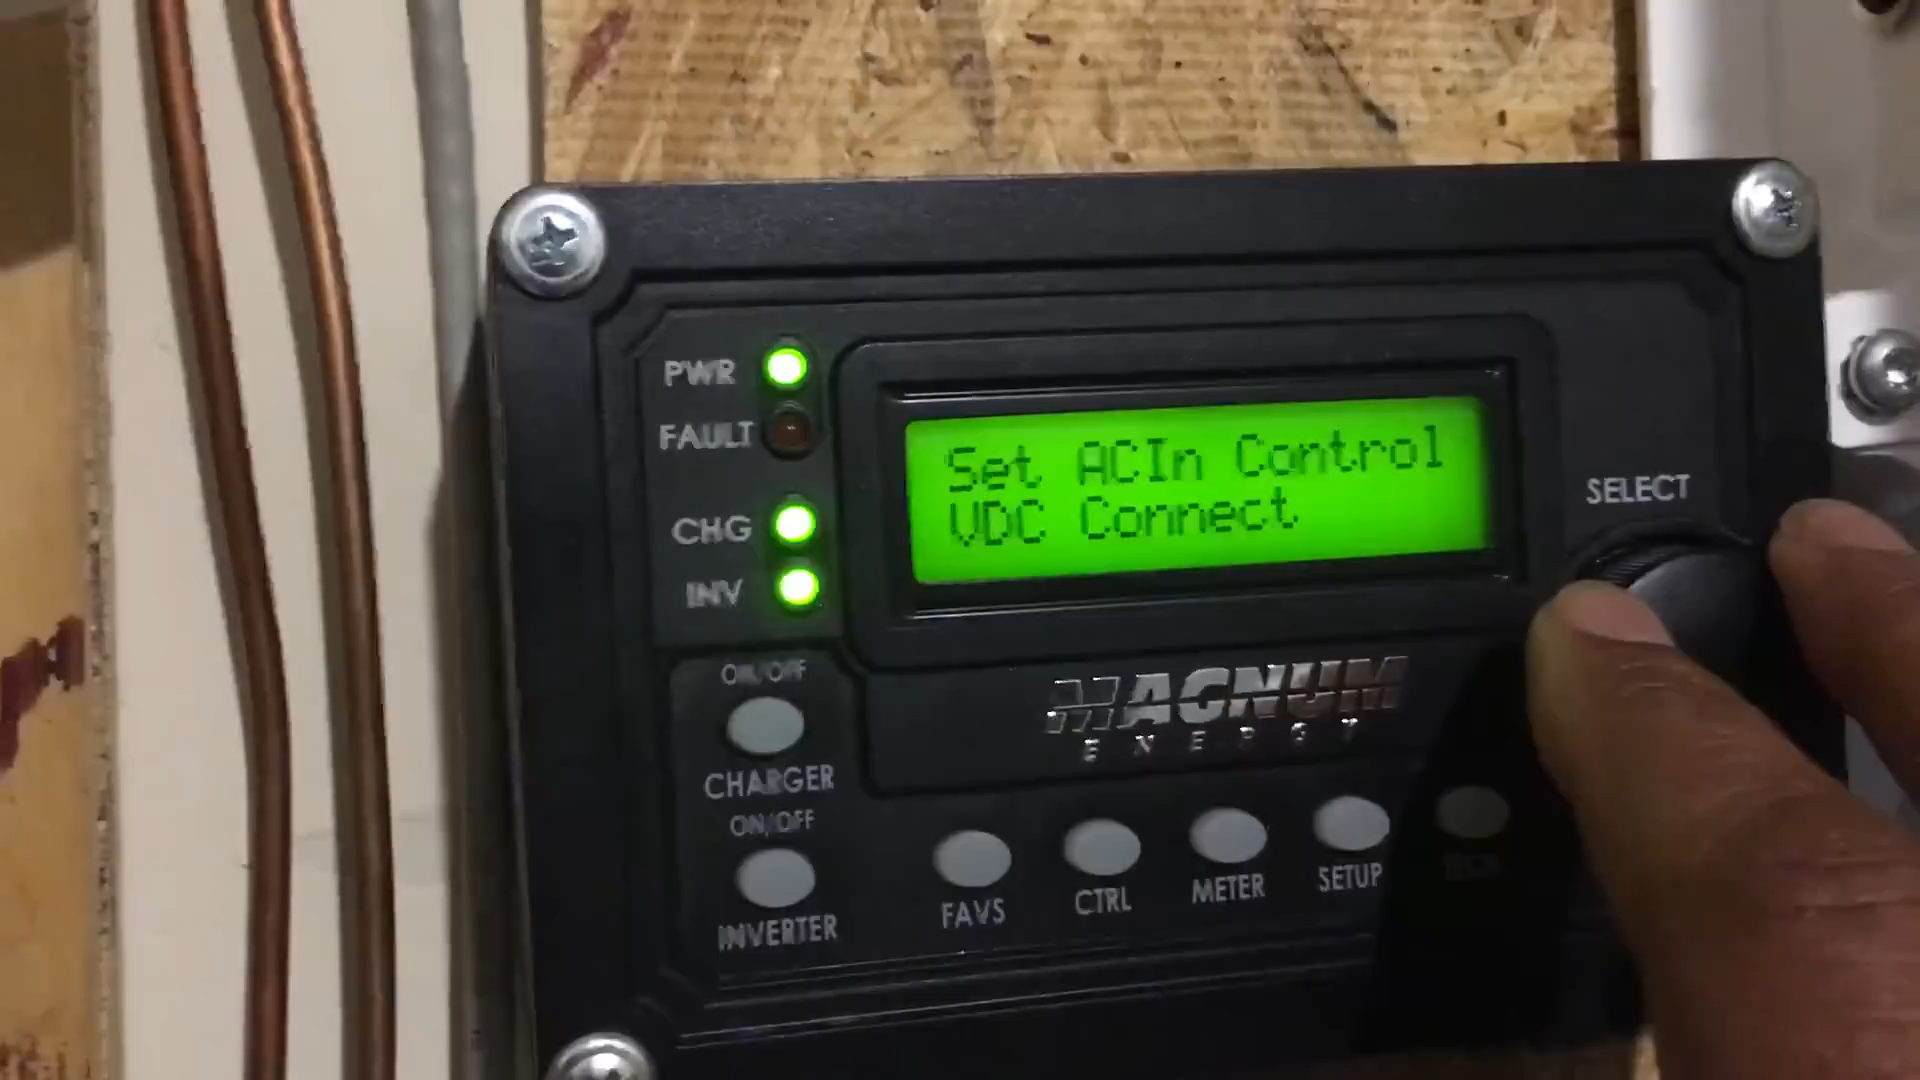 PWR
FAULT
CHG
INV
Set ACIn Control
VDC Connect
SELECT
ON/OFF
CHARGER
ON/OFF
INVERTER
MAGNUM
ENERGY
FAVS
CTRL
METER
SETUP
TECH